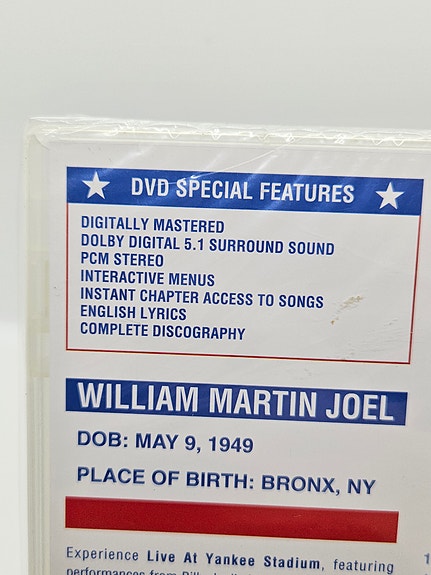 DVD SPECIAL FEATURES
DIGITALLY MASTERED
DOLBY DIGITAL 5.1 SURROUND SOUND
PCM STEREO
INTERACTIVE MENUS
INSTANT CHAPTER ACCESS TO SONGS
ENGLISH LYRICS
COMPLETE DISCOGRAPHY
WILLIAM MARTIN JOEL
DOB: MAY 9, 1949
PLACE OF BIRTH: BRONX, NY
Experience Live At Yankee Stadium, featuring
performances from